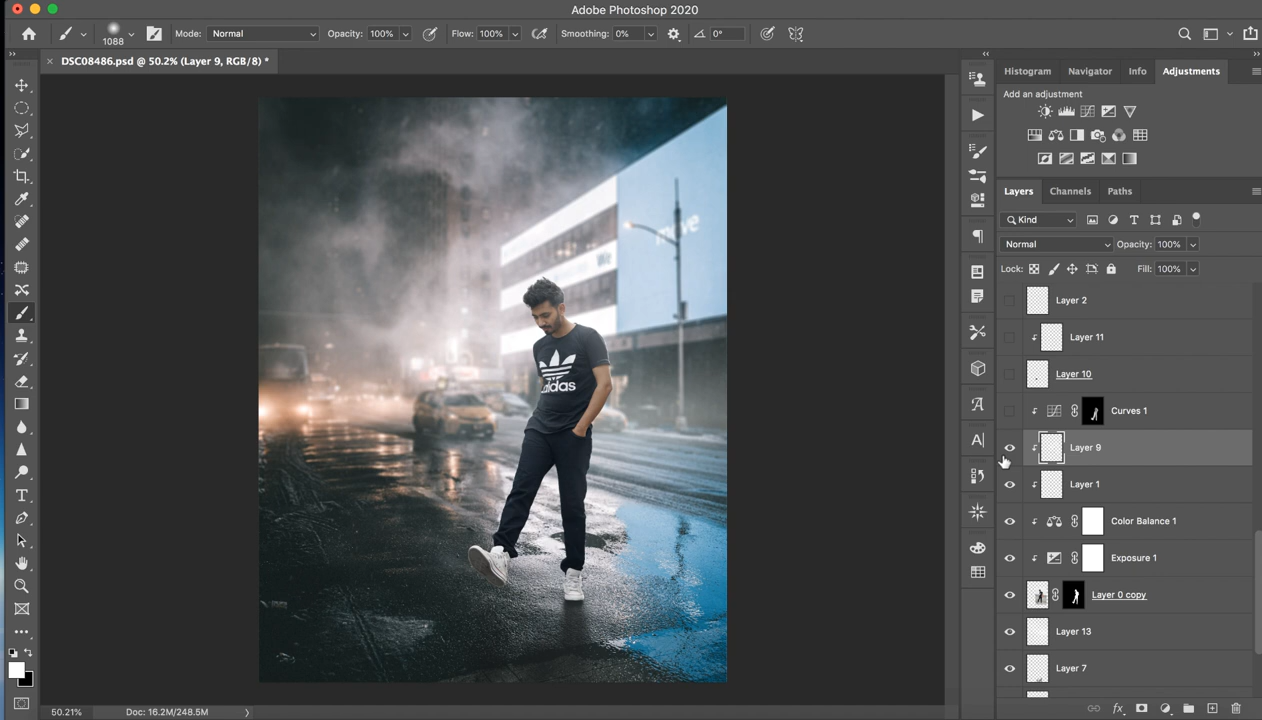 Adobe Photoshop 2020
1088
Mode: Normal
Opacity: 100%
Flow: 100%
Smoothing: 0%
0°
DSC08486.psd @ 50.2% (Layer 9, RGB/8) *
Histogram
Navigator
Info
Adjustments
Add an adjustment
Layers
Channels
Paths
Kind
Normal
Opacity: 100%
Lock:
Fill: 100%
Layer 2
Layer 11
Layer 10
Curves 1
Layer 9
Layer 1
Color Balance 1
Exposure 1
Layer 0 copy
Layer 13
Layer 7
move
We
adidas
50.21%
Doc: 16.2M/248.5M